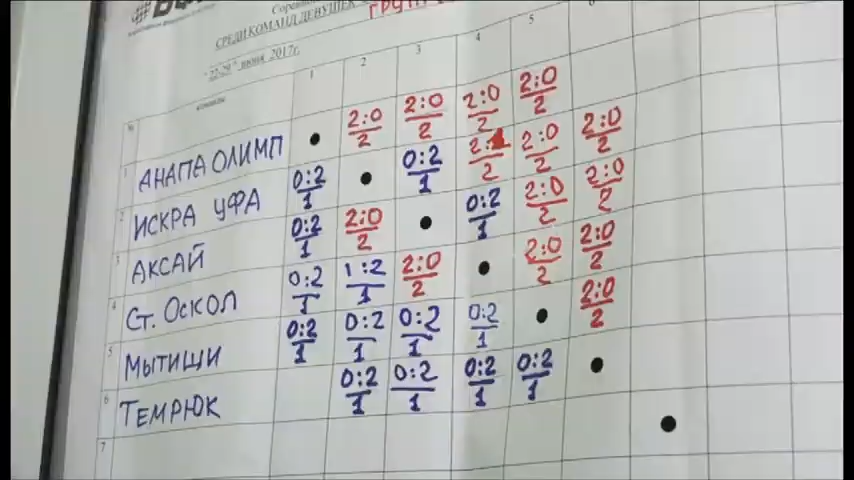 СРЕДИ КОМАНД ДЕВУШЕК
"22-29" июня 2017г.
№ команды 1 2 3 4 5
1 АНАПА ОЛИМП • 2:0 2:0 2:0 2:0
2 2 2 2
2 ИСКРА УФА 0:2 • 0:2 2:1 2:0 2:0
1 1 2 2 2
3 АКСАЙ 0:2 2:0 • 0:2 2:0 2:0
1 2 1 2 2
4 СТ. ОСКОЛ 0:2 1:2 2:0 • 2:0 2:0
1 1 2 2 2
5 МЫТИЩИ 0:2 0:2 0:2 0:2 • 2:0
1 1 1 1 2
6 ТЕМРЮК 0:2 0:2 0:2 0:2 •
1 1 1 1
7 •